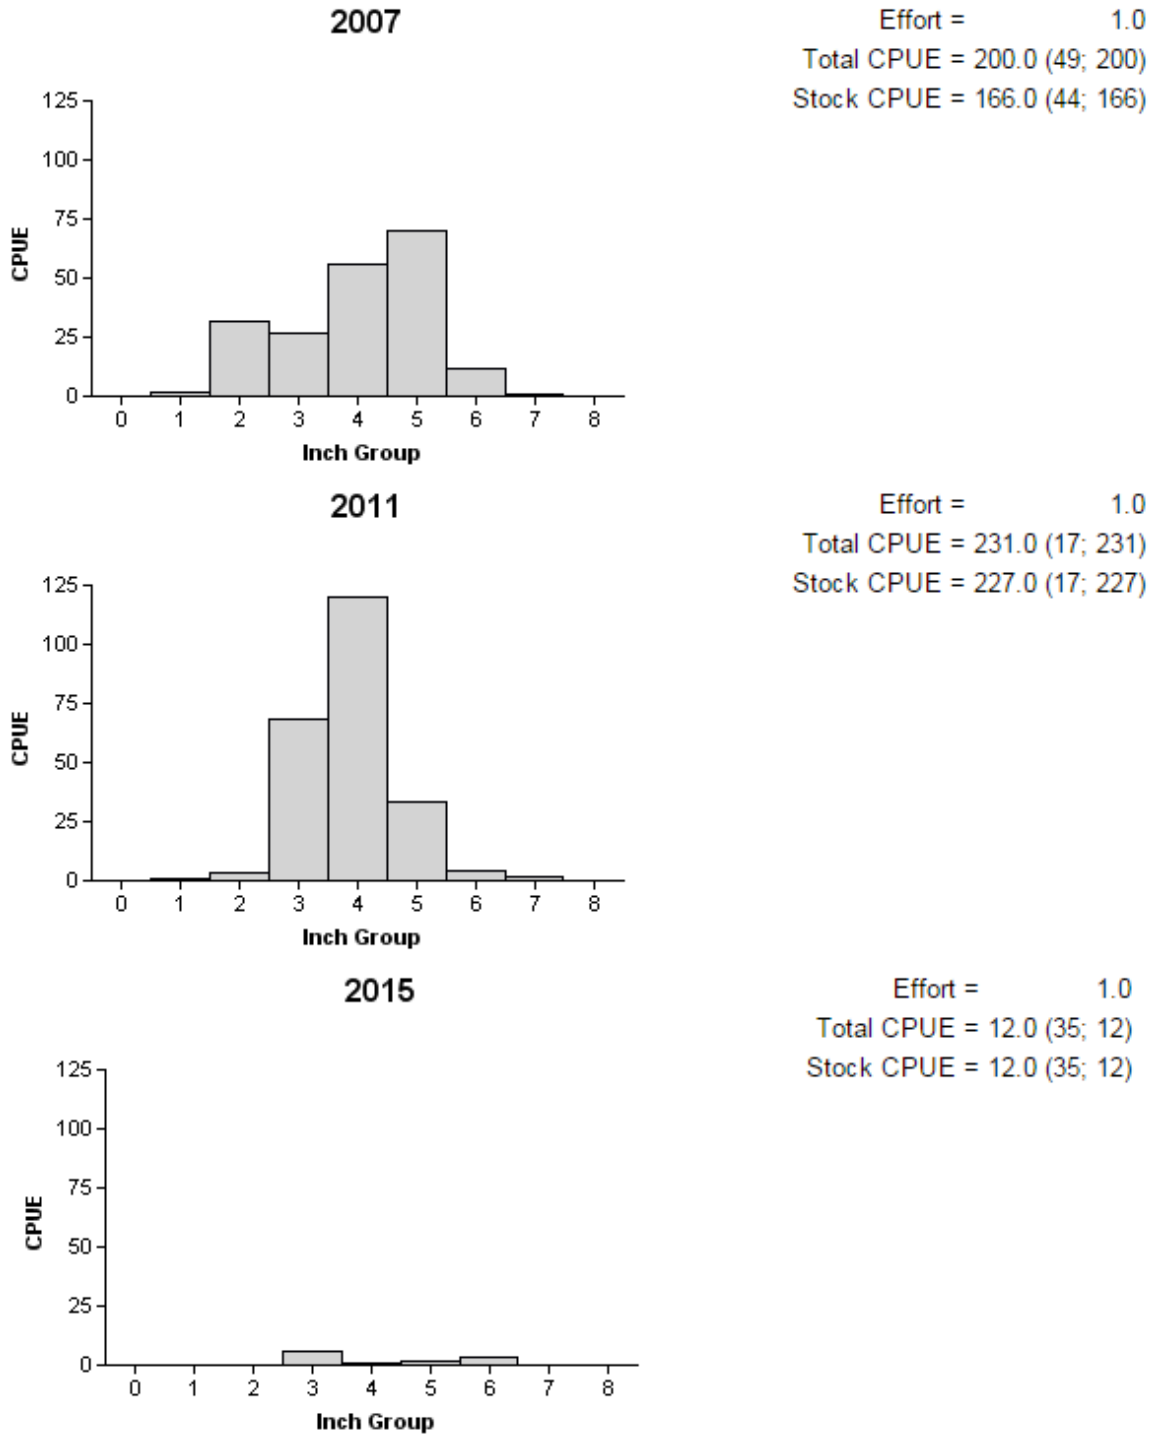 2007
Effort = 1.0
Total CPUE = 200.0 (49; 200)
Stock CPUE = 166.0 (44; 166)
125
100
75
50
25
0
CPUE
0 1 2 3 4 5 6 7 8
Inch Group
2011
Effort = 1.0
Total CPUE = 231.0 (17; 231)
Stock CPUE = 227.0 (17; 227)
125
100
75
50
25
0
CPUE
0 1 2 3 4 5 6 7 8
Inch Group
2015
Effort = 1.0
Total CPUE = 12.0 (35; 12)
Stock CPUE = 12.0 (35; 12)
125
100
75
50
25
0
CPUE
0 1 2 3 4 5 6 7 8
Inch Group